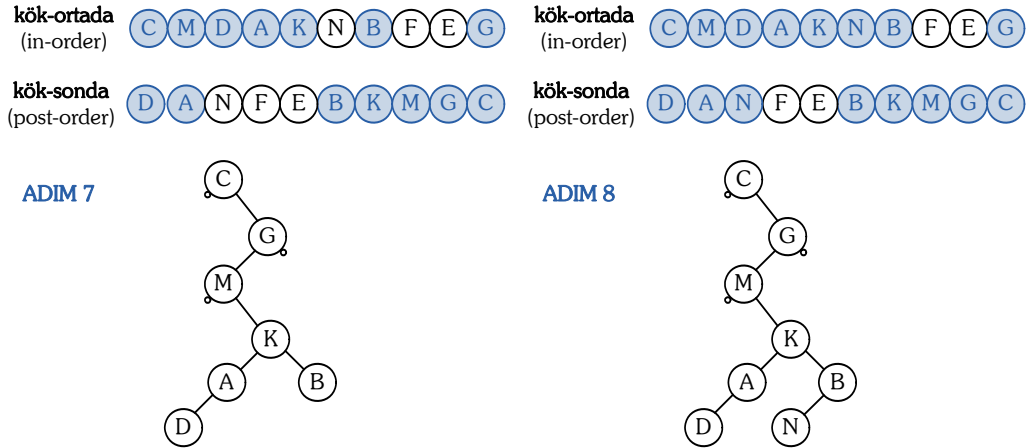 kök-ortada
(in-order)
C M D A K N B F E G
kök-sonda
(post-order)
D A N F E B K M G C
ADIM 7
C
G
M
K
A B
D
kök-ortada
(in-order)
C M D A K N B F E G
kök-sonda
(post-order)
D A N F E B K M G C
ADIM 8
C
G
M
K
A B
D N